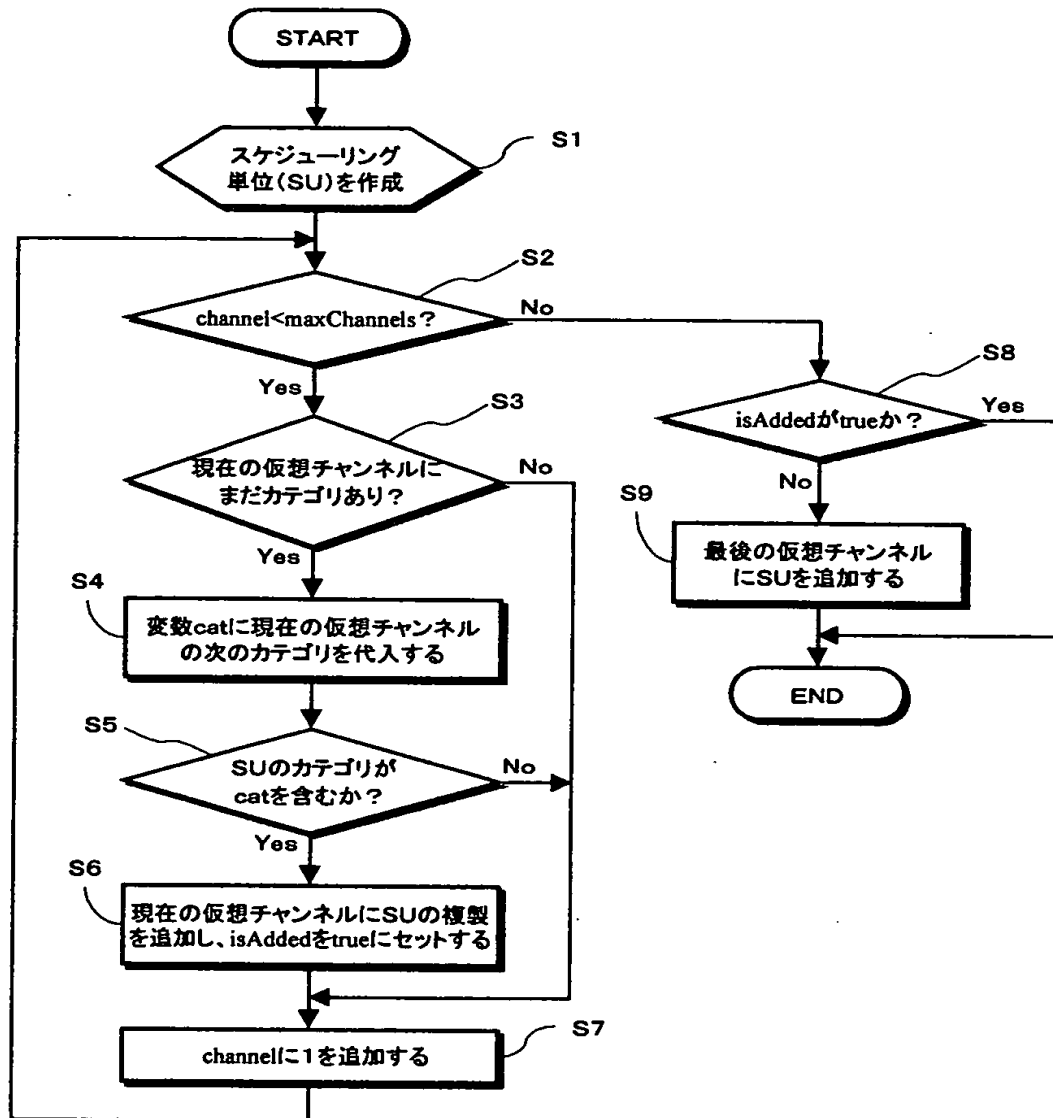 START
スケジューリング
単位(SU)を作成
S1
S2
channel<maxChannels?
No
Yes
S3
現在の仮想チャンネルに
まだカテゴリあり?
No
Yes
S4
変数catに現在の仮想チャンネル
の次のカテゴリを代入する
S5
SUのカテゴリが
catを含むか?
No
Yes
S6
現在の仮想チャンネルにSUの複製
を追加し、isAddedをtrueにセットする
S7
channelに1を追加する
S8
isAddedがtrueか?
Yes
No
S9
最後の仮想チャンネル
にSUを追加する
END